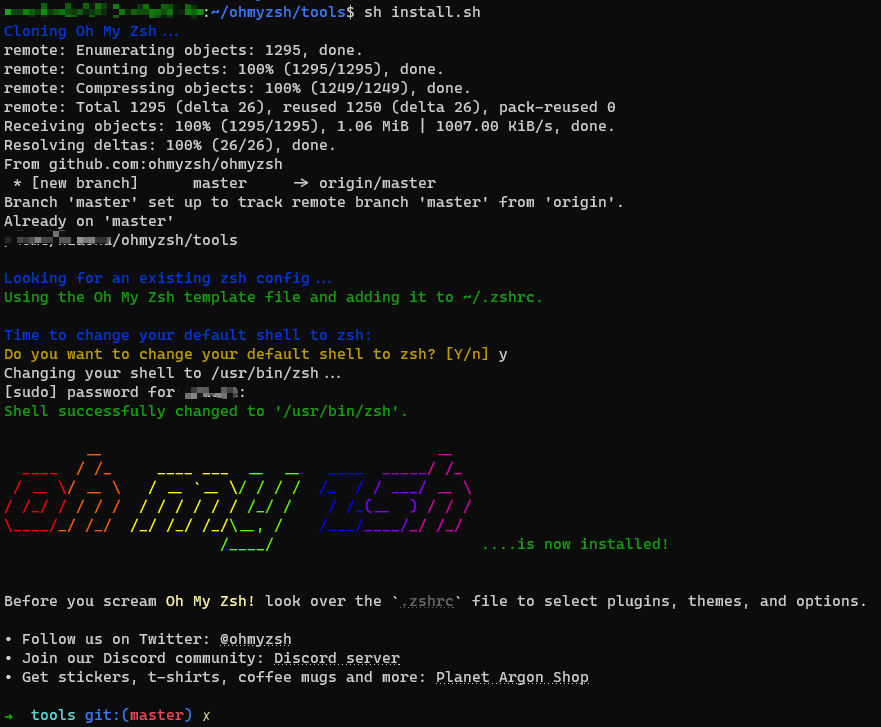 :~/ohmyzsh/tools$ sh install.sh
Cloning Oh My Zsh...
remote: Enumerating objects: 1295, done.
remote: Counting objects: 100% (1295/1295), done.
remote: Compressing objects: 100% (1249/1249), done.
remote: Total 1295 (delta 26), reused 1250 (delta 26), pack-reused 0
Receiving objects: 100% (1295/1295), 1.06 MiB | 1007.00 KiB/s, done.
Resolving deltas: 100% (26/26), done.
From github.com:ohmyzsh/ohmyzsh
* [new branch] master -> origin/master
Branch 'master' set up to track remote branch 'master' from 'origin'.
Already on 'master'
/ohmyzsh/tools
Looking for an existing zsh config...
Using the Oh My Zsh template file and adding it to ~/.zshrc.
Time to change your default shell to zsh:
Do you want to change your default shell to zsh? [Y/n] y
Changing your shell to /usr/bin/zsh...
[sudo] password for :
Shell successfully changed to '/usr/bin/zsh'.
oh my zsh
....is now installed!
Before you scream Oh My Zsh! look over the `.zshrc` file to select plugins, themes, and options.
• Follow us on Twitter: @ohmyzsh
• Join our Discord community: Discord server
• Get stickers, t-shirts, coffee mugs and more: Planet Argon Shop
➜ tools git:(master) ✗